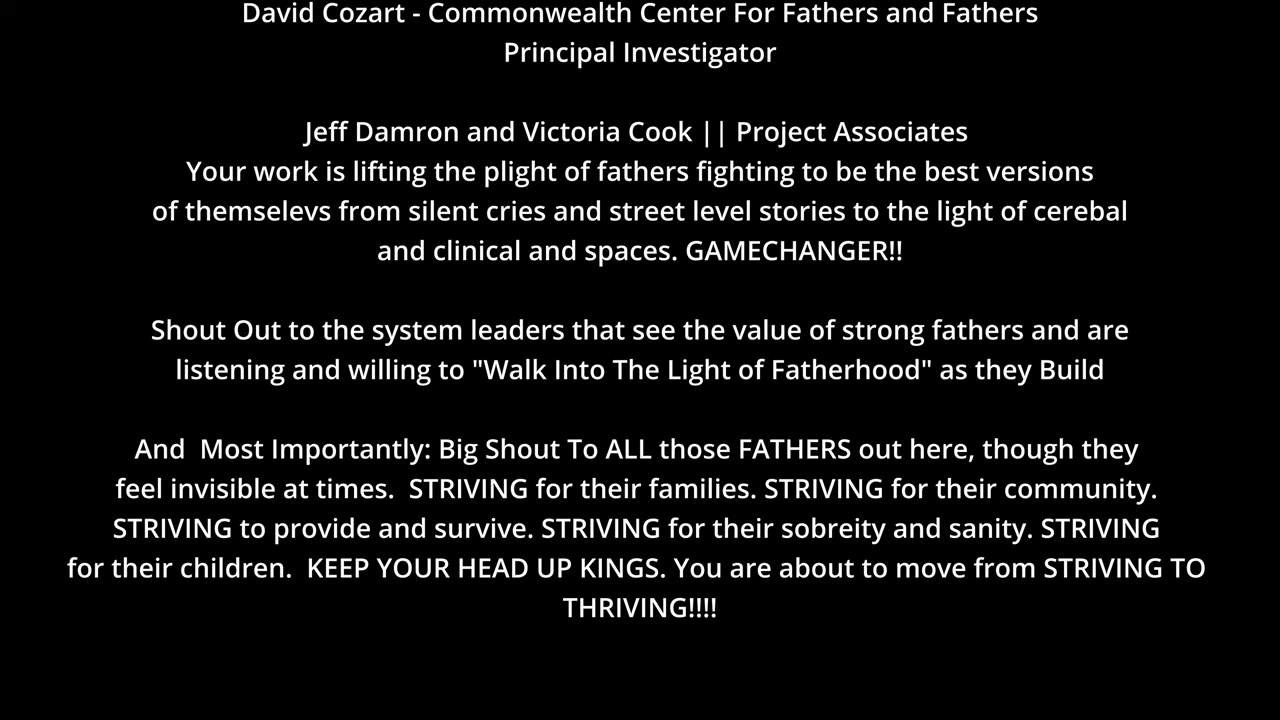 David Cozart - Commonwealth Center For Fathers and Fathers
Principal Investigator
Jeff Damron and Victoria Cook || Project Associates
Your work is lifting the plight of fathers fighting to be the best versions
of themselevs from silent cries and street level stories to the light of cerebal
and clinical and spaces. GAMECHANGER!!
Shout Out to the system leaders that see the value of strong fathers and are
listening and willing to "Walk Into The Light of Fatherhood" as they Build
And  Most Importantly: Big Shout To ALL those FATHERS out here, though they
feel invisible at times.  STRIVING for their families. STRIVING for their community.
STRIVING to provide and survive. STRIVING for their sobreity and sanity. STRIVING
for their children.  KEEP YOUR HEAD UP KINGS. You are about to move from STRIVING TO
THRIVING!!!!